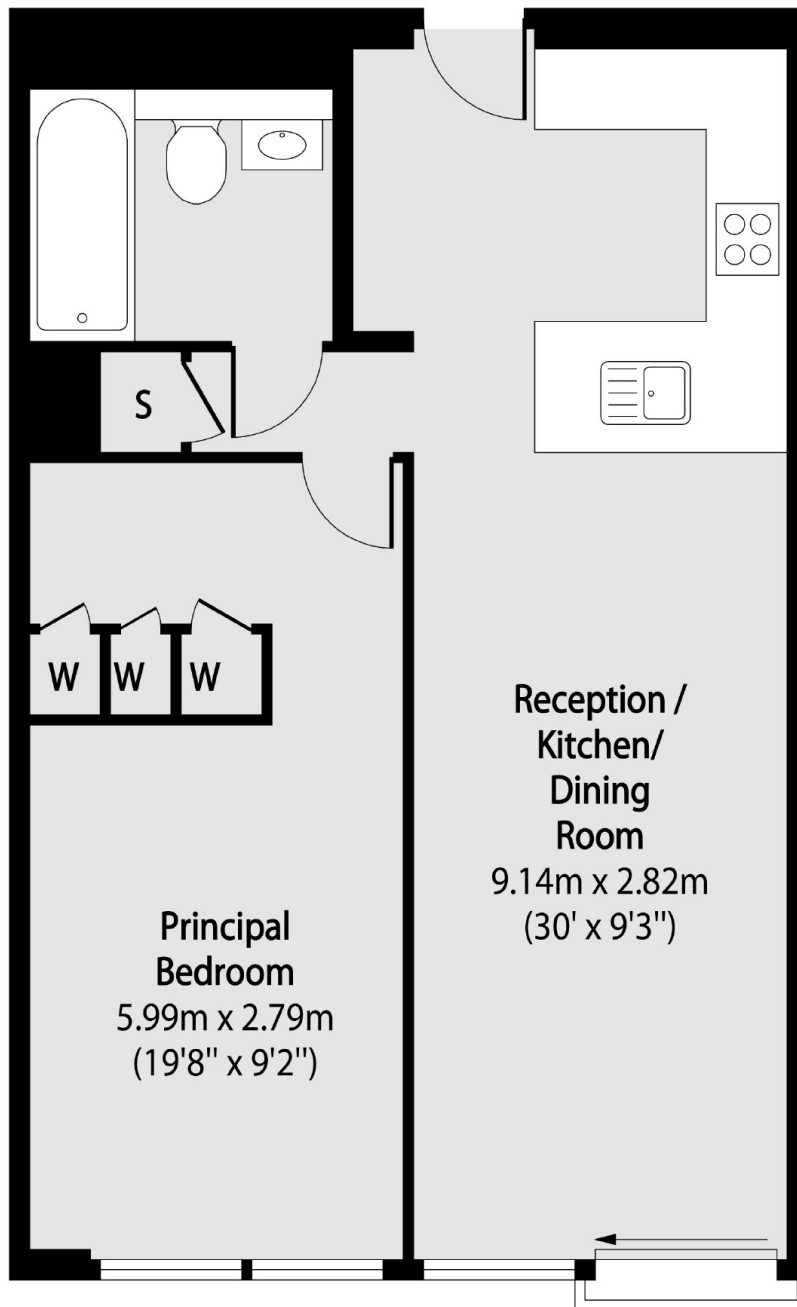 S
W W W
Reception /
Kitchen/
Dining
Room
9.14m x 2.82m
(30' x 9'3")
Principal
Bedroom
5.99m x 2.79m
(19'8" x 9'2")